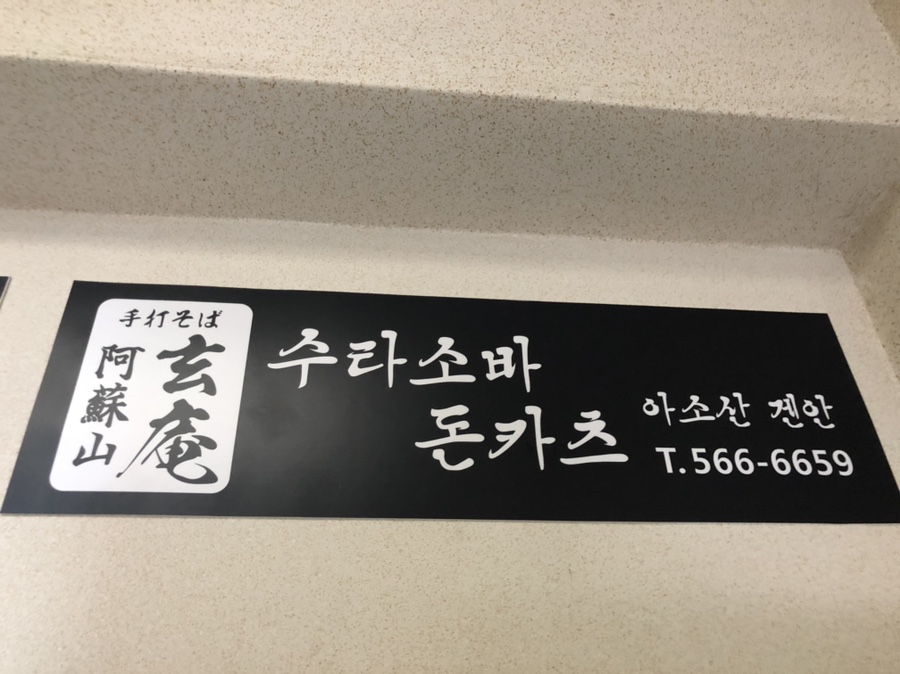 手打そば
阿蘇山
玄庵
수타소바
돈카츠
아소산 겐안
T.566-6659